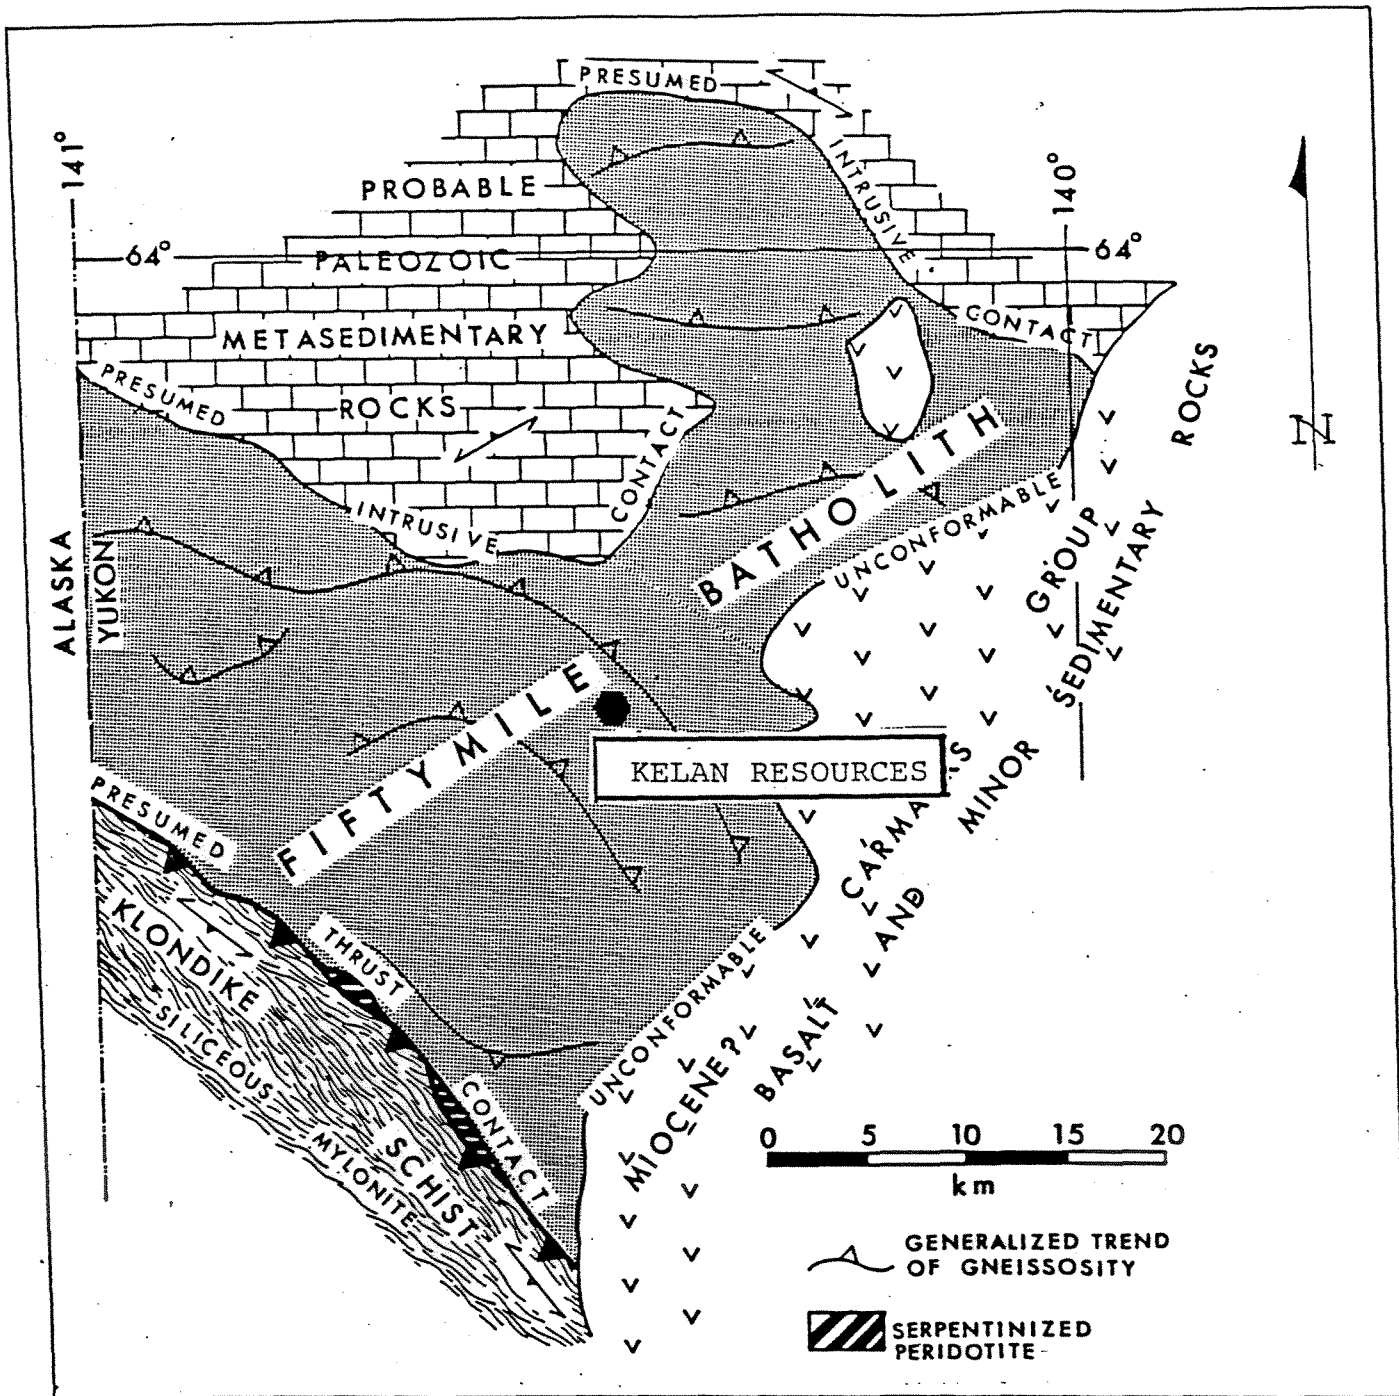 PRESUMED
INTRUSIVE
CONTACT
141°
140°
PROBABLE
64°
PALEOZOIC
64°
METASEDIMENTARY
ROCKS
PRESUMED
INTRUSIVE
CONTACT
N
ALASKA
YUKON
FIFTYMILE
BATHOLITH
UNCONFORMABLE
CARMACKS GROUP
MIOCENE? BASALT AND MINOR SEDIMENTARY ROCKS
KELAN RESOURCES
PRESUMED
THRUST
CONTACT
UNCONFORMABLE
KLONDIKE
SCHIST
SILICEOUS
MYLONITE
0 5 10 15 20
km
GENERALIZED TREND
OF GNEISSOSITY
SERPENTINIZED
PERIDOTITE